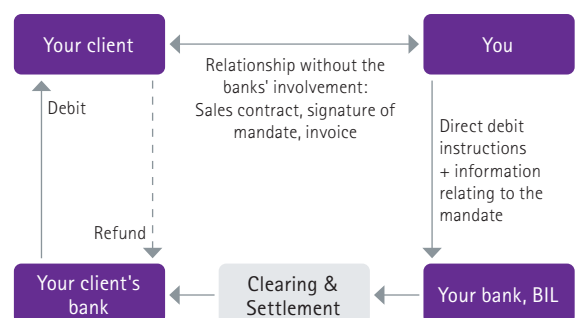 Your client
You
Relationship without the
banks' involvement:
Sales contract, signature of
mandate, invoice
Debit
Direct debit
instructions
+ information
relating to the
mandate
Refund
Your client's
bank
Clearing &
Settlement
Your bank, BIL